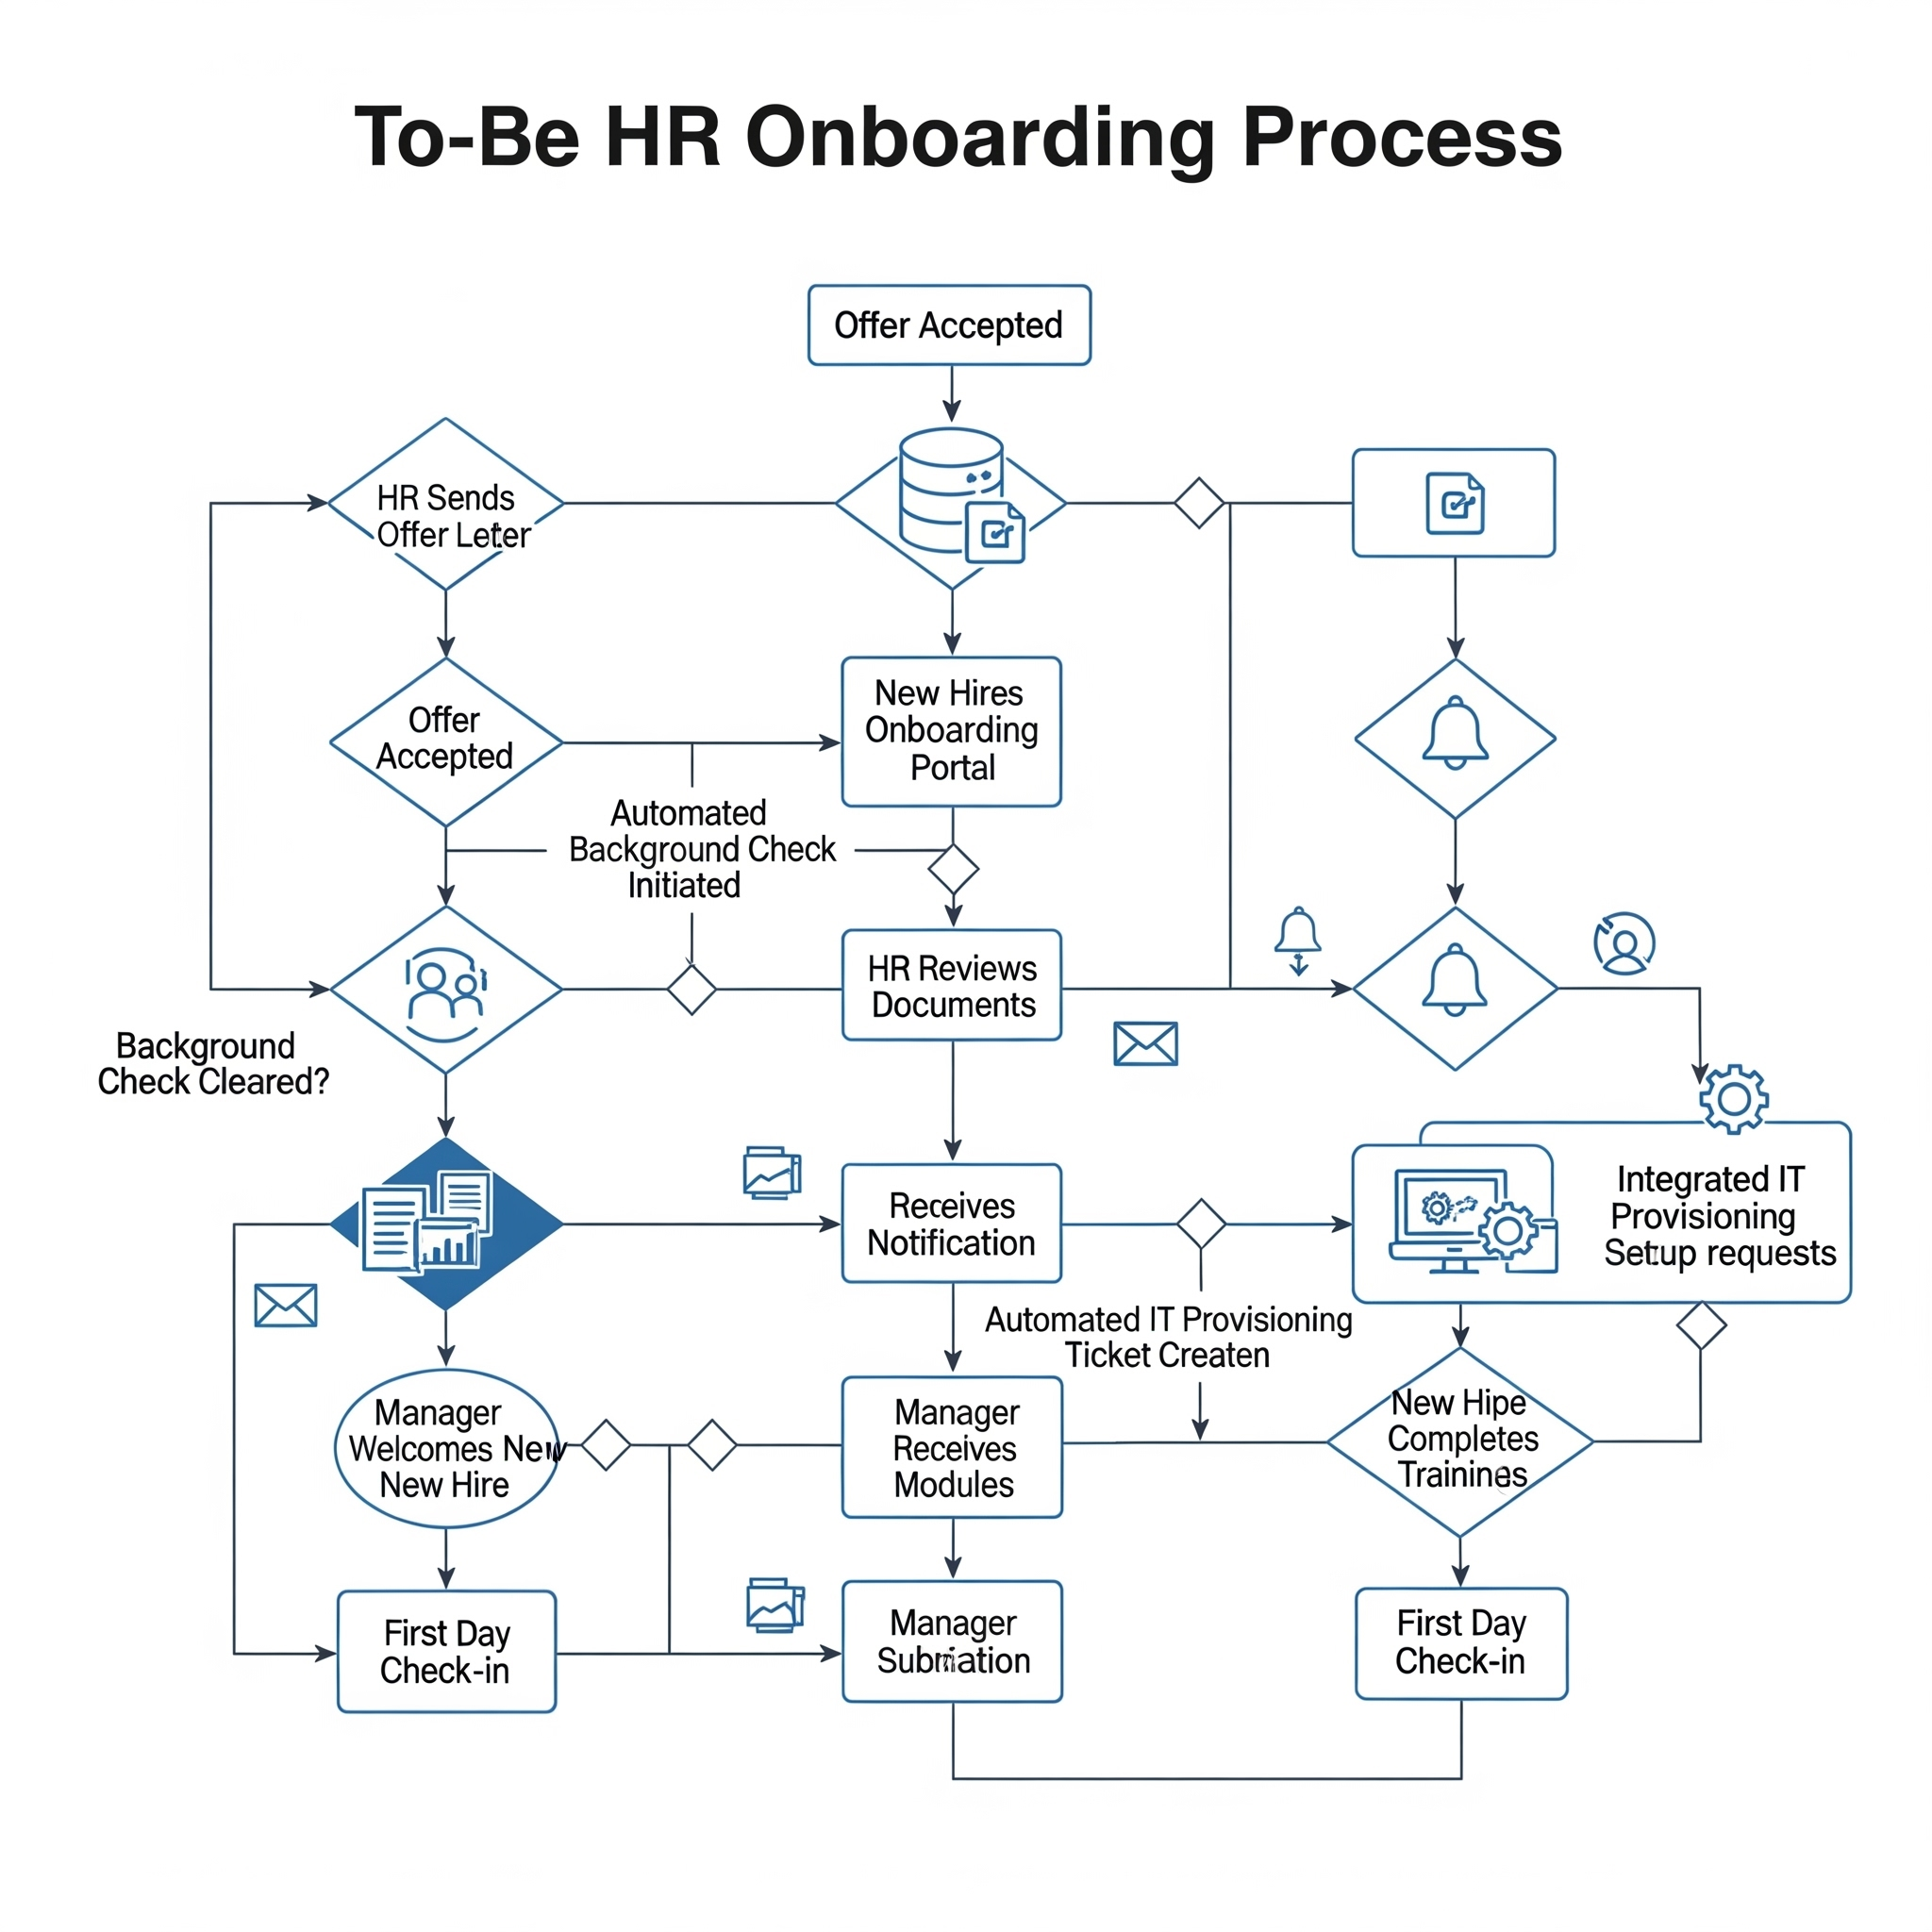 To-Be HR Onboarding Process
Offer Accepted
HR Sends
Offer Letter
Offer
Accepted
New Hires
Onboarding
Portal
Automated
Background Check
Initiated
HR Reviews
Documents
Background
Check Cleared?
Receives
Notification
Integrated IT
Provisioning
Setup requests
Automated IT Provisioning
Ticket Createn
Manager
Welcomes New
New Hire
Manager
Receives
Modules
New Hipe
Completes
Trainines
First Day
Check-in
Manager
First Day
Check-in